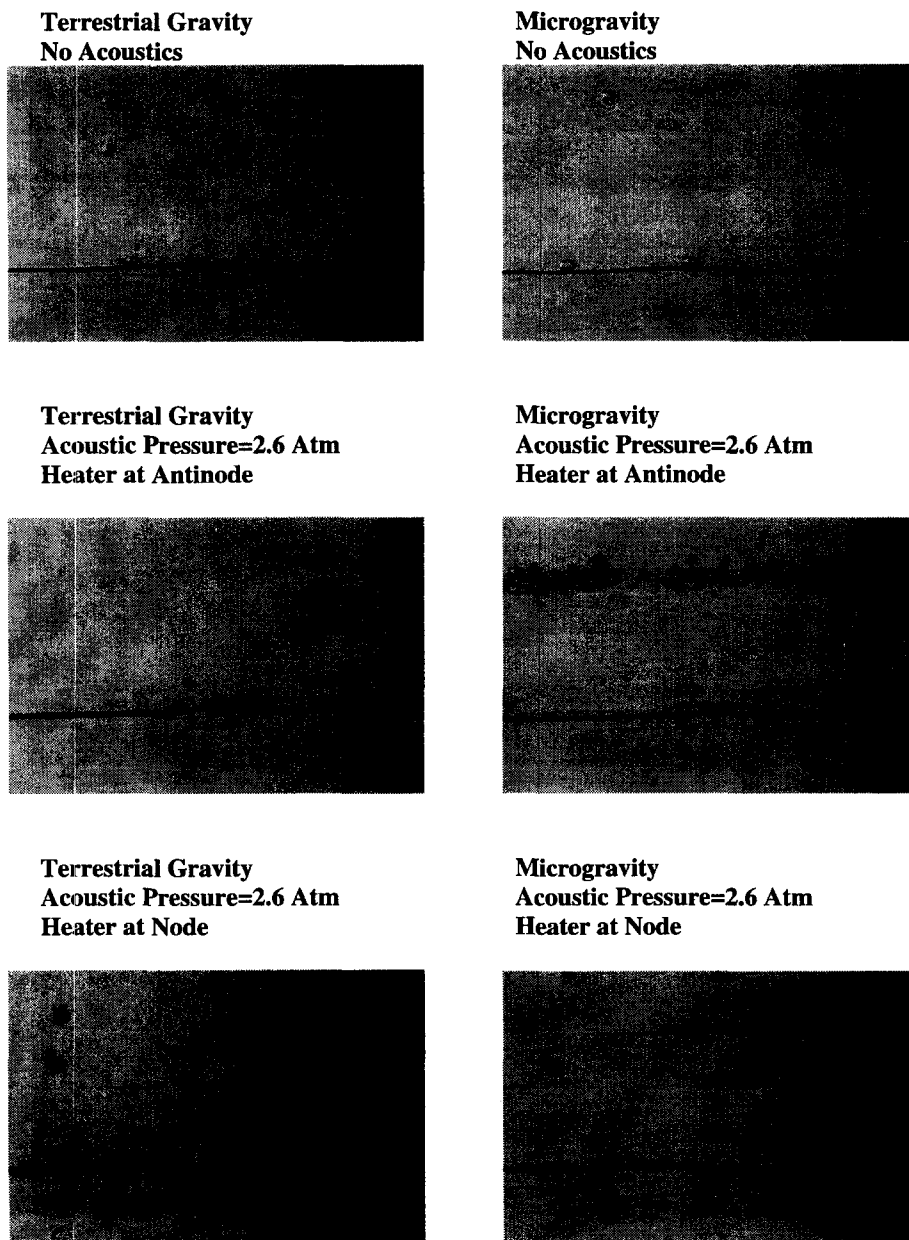 Terrestrial Gravity
No Acoustics
Microgravity
No Acoustics
Terrestrial Gravity
Acoustic Pressure=2.6 Atm
Heater at Antinode
Microgravity
Acoustic Pressure=2.6 Atm
Heater at Antinode
Terrestrial Gravity
Acoustic Pressure=2.6 Atm
Heater at Node
Microgravity
Acoustic Pressure=2.6 Atm
Heater at Node